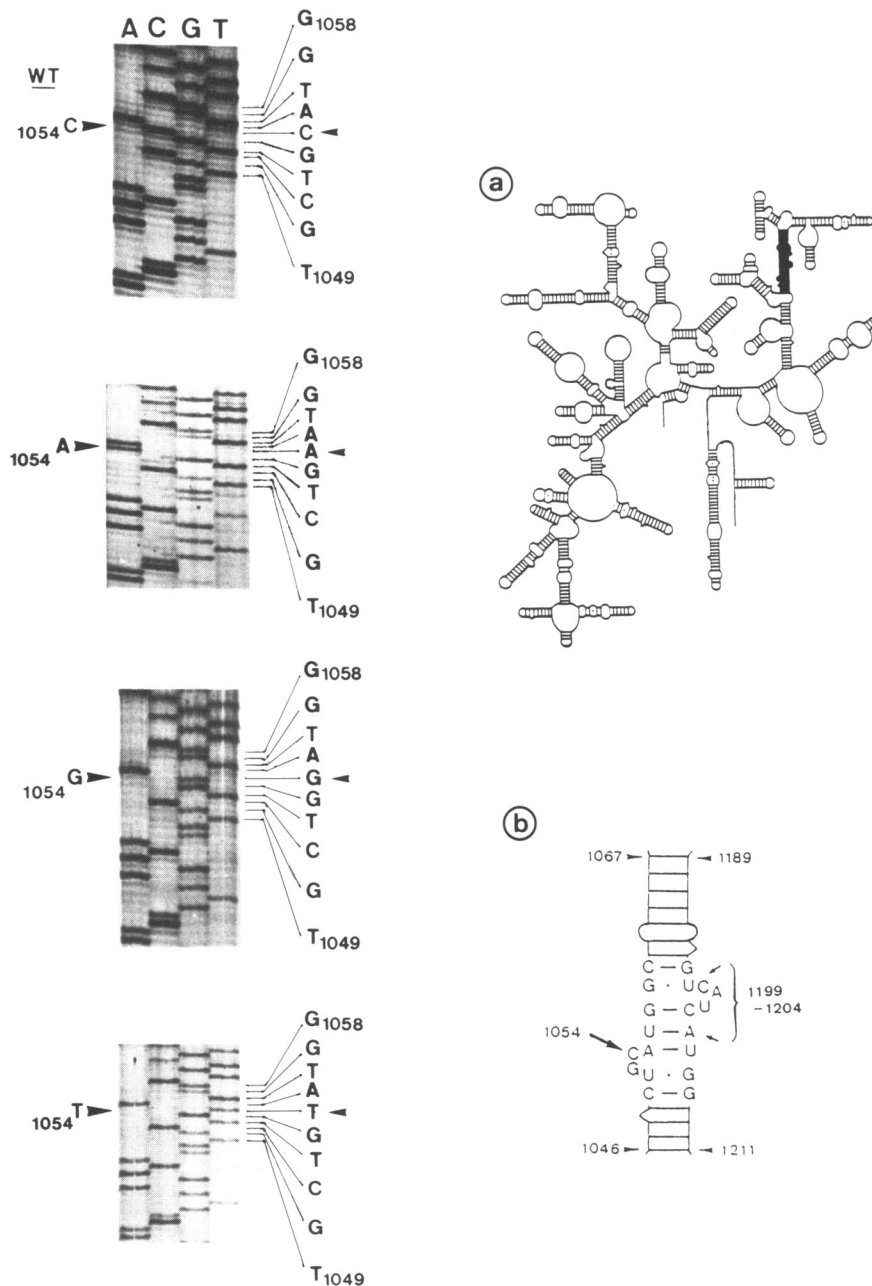 A C G T
WT
1054 C
G1058
G
T
A
C
G
T
C
G
T1049
1054 A
G1058
G
T
A
A
G
T
C
G
T1049
1054 G
G1058
G
T
A
G
G
T
C
G
T1049
1054 T
G1058
G
T
A
T
G
T
C
G
T1049
a
b
1067 1189
C – G
G · U C A
U
G – C
U – A
1199
-1204
1054
C
G
A – U
U · G
C – G
1046 1211